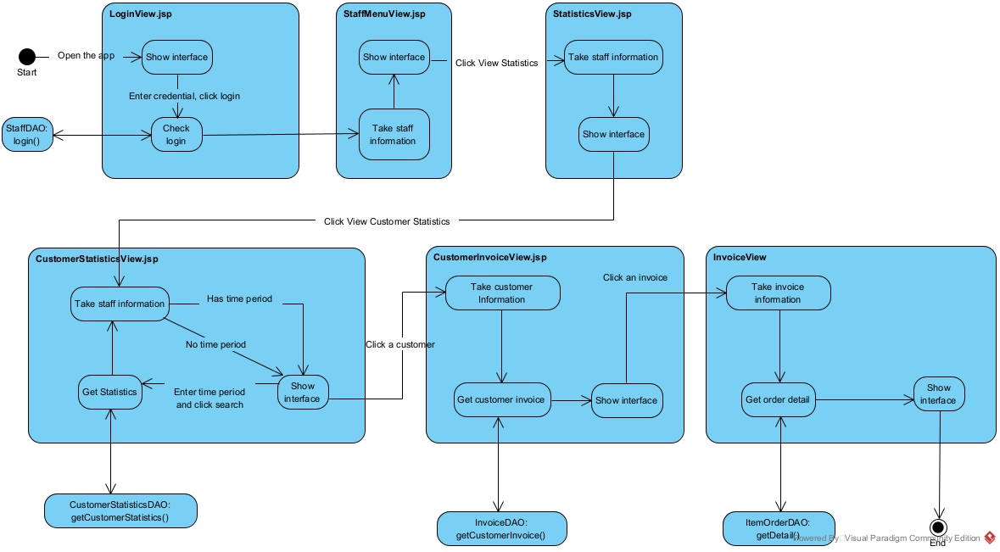 LoginView.jsp
StaffMenuView.jsp
StatisticsView.jsp
Open the app
Start
Show interface
Enter credential, click login
StaffDAO:
login()
Check
login
Show interface
Take staff
information
Click View Statistics
Take staff information
Show interface
Click View Customer Statistics
CustomerStatisticsView.jsp
Take staff information
Has time period
No time period
Get Statistics
Enter time period
and click search
Show
interface
CustomerStatisticsDAO:
getCustomerStatistics()
Click a customer
CustomerInvoiceView.jsp
Take customer
Information
Click an invoice
Get customer invoice
Show interface
InvoiceDAO:
getCustomerInvoice()
InvoiceView
Take invoice
information
Get order detail
Show
interface
ItemOrderDAO:
getDetail()
Powered By Visual Paradigm Community Edition
End